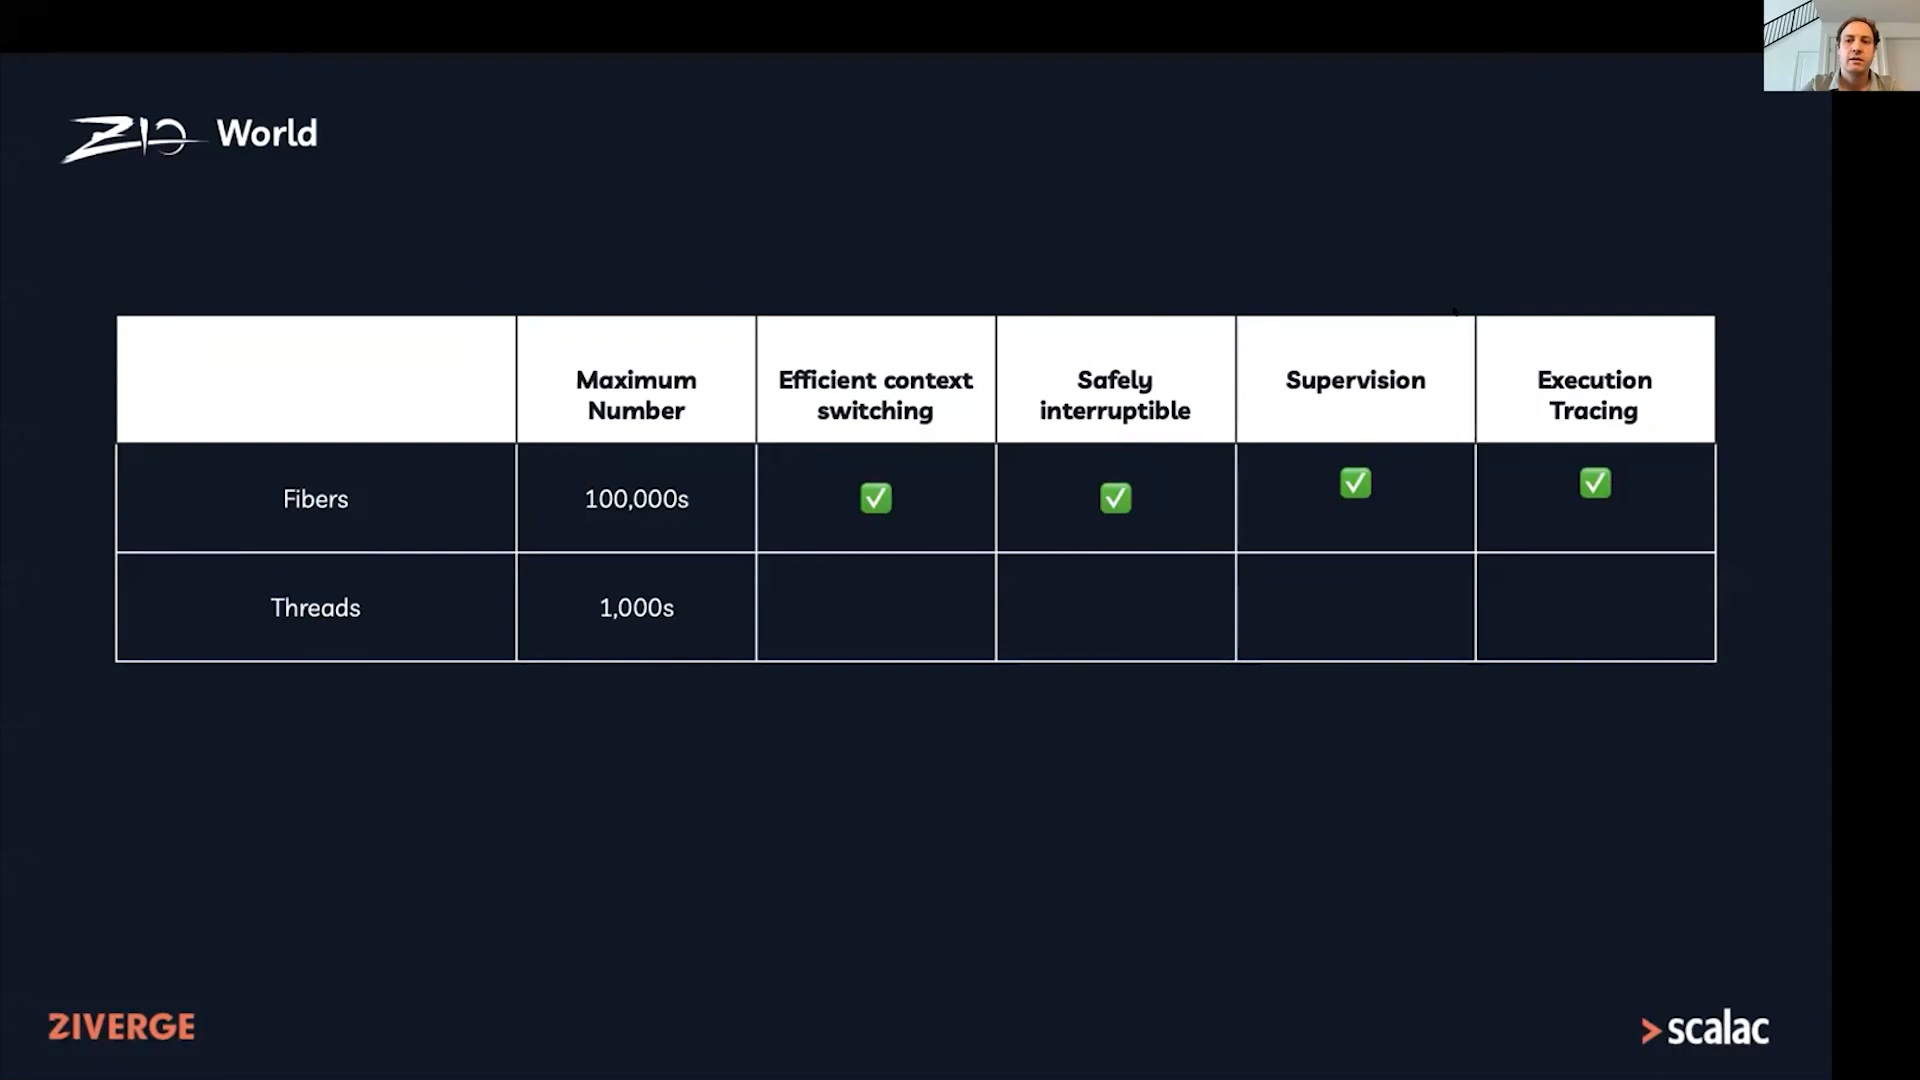 ZIO World
Maximum Number
Efficient context switching
Safely interruptible
Supervision
Execution Tracing
Fibers 100,000s ✅ ✅ ✅ ✅
Threads 1,000s
ZIVERGE
>scalac